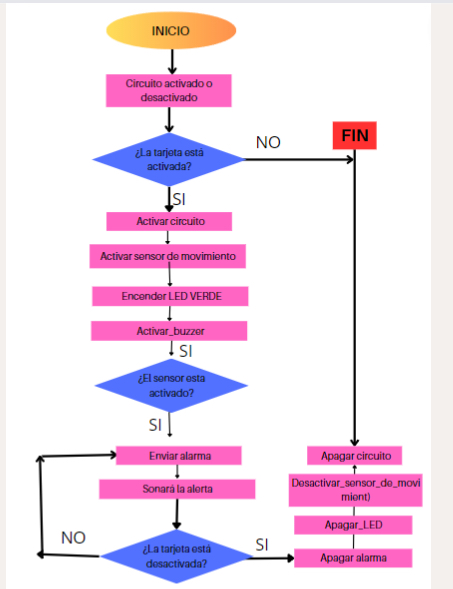 INICIO
Circuito activado o
desactivado
¿La tarjeta está
activada?
NO
FIN
SI
Activar circuito
Activar sensor de movimiento
Encender LED VERDE
Activar_buzzer
SI
¿El sensor esta
activado?
SI
Enviar alarma
Sonará la alerta
NO
¿La tarjeta está
desactivada?
SI
Apagar circuito
Desactivar_sensor_de_movi
mient)
Apagar_LED
Apagar alarma